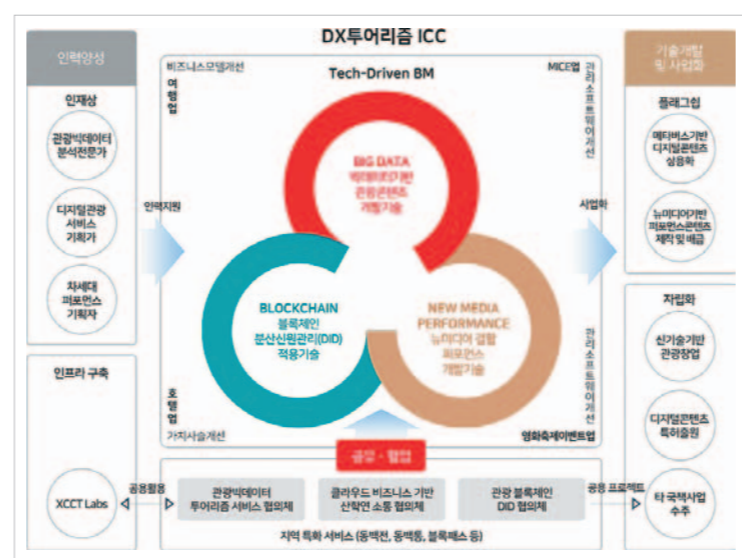 DX투어리즘 ICC
인력양성
인재상
관광빅데이터
분석전문가
디지털관광
서비스
기획가
차세대
퍼포먼스
기획자
인프라 구축
XCCT Labs
인력지원
비즈니스모델개선
여행업
Tech-Driven BM
MICE업
관리소프트웨어개선
BIG DATA
빅데이터기반
관광콘텐츠
개발기술
BLOCKCHAIN
블록체인
분산신원관리(DID)
적용기술
NEW MEDIA
PERFORMANCE
뉴미디어 결합
퍼포먼스
개발기술
호텔업
가치사슬개선
관리소프트웨어개선
영화축제이벤트업
공유 · 협업
공용활용
관광빅데이터
투어리즘 서비스 협의체
클라우드 비즈니스 기반
산학연 소통 협의체
관광 블록체인
DID 협의체
공용 프로젝트
지역 특화 서비스 (동백전, 동백통, 블록패스 등)
사업화
기술개발
및 사업화
플래그쉽
메타버스기반
디지털콘텐츠
상용화
뉴미디어기반
퍼포먼스콘텐츠
제작 및 배급
자립화
신기술기반
관광창업
디지털콘텐츠
특허출원
타 국책사업
수주